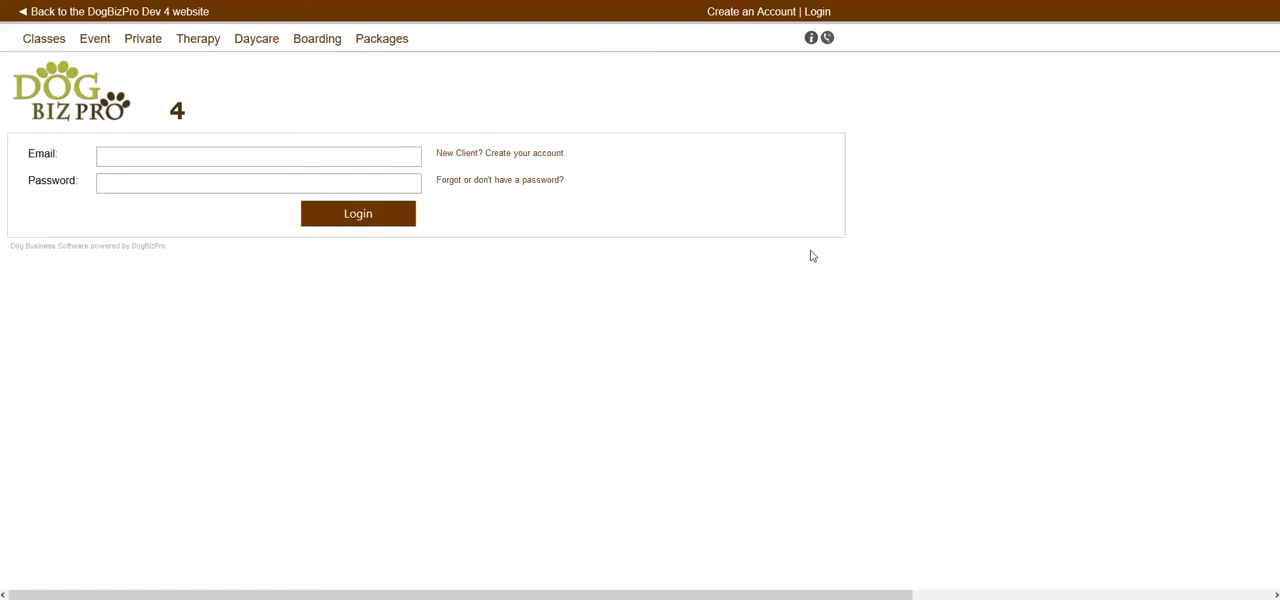 ◄ Back to the DogBizPro Dev 4 website
Create an Account | Login
Classes Event Private Therapy Daycare Boarding Packages
DOG
BIZ PRO
4
Email:
New Client? Create your account.
Password:
Forgot or don't have a password?
Login
Dog Business Software powered by DogBizPro